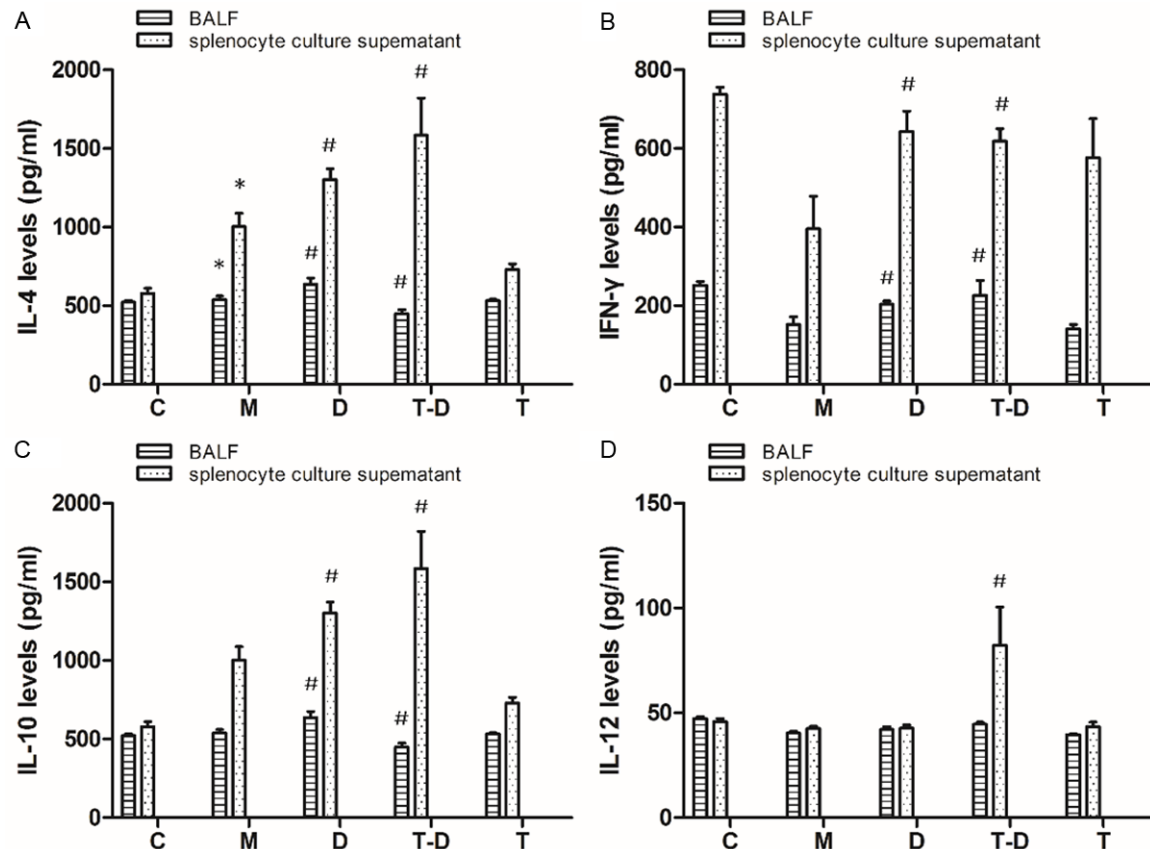 A
BALF
splenocyte culture supematant
IL-4 levels (pg/ml)
2000
1500
1000
500
0
* * # # # #
C M D T-D T
B
BALF
splenocyte culture supematant
IFN-γ levels (pg/ml)
800
600
400
200
0
# # # #
C M D T-D T
C
BALF
splenocyte culture supematant
IL-10 levels (pg/ml)
2000
1500
1000
500
0
# # # #
C M D T-D T
D
BALF
splenocyte culture supematant
IL-12 levels (pg/ml)
150
100
50
0
#
C M D T-D T